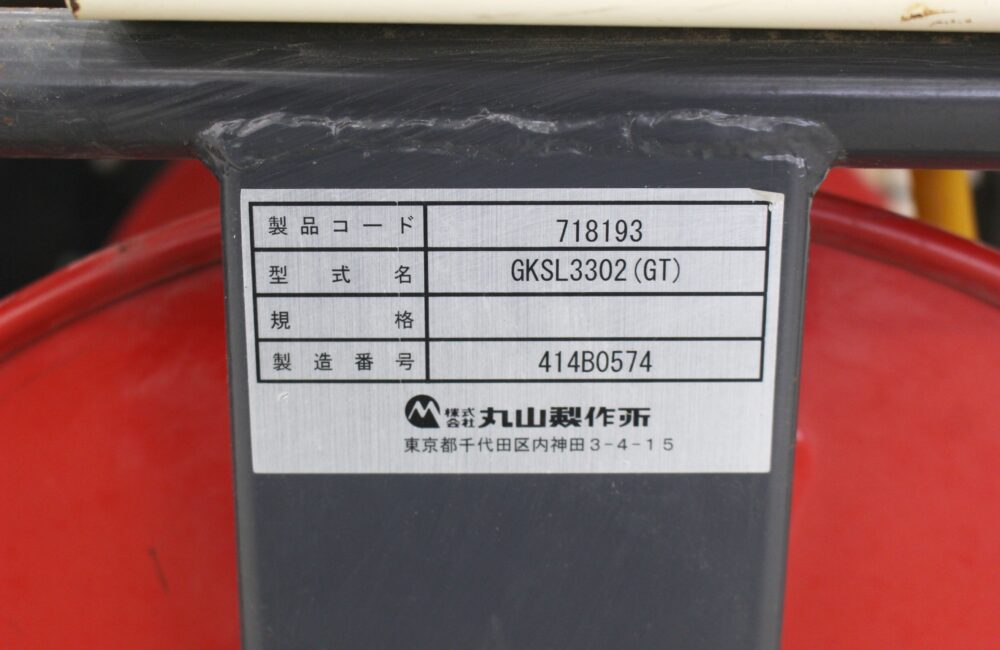 製品コード 718193
型式名 GKSL3302(GT)
規格
製造番号 414B0574
株式会社 丸山製作所
東京都千代田区内神田3-4-15